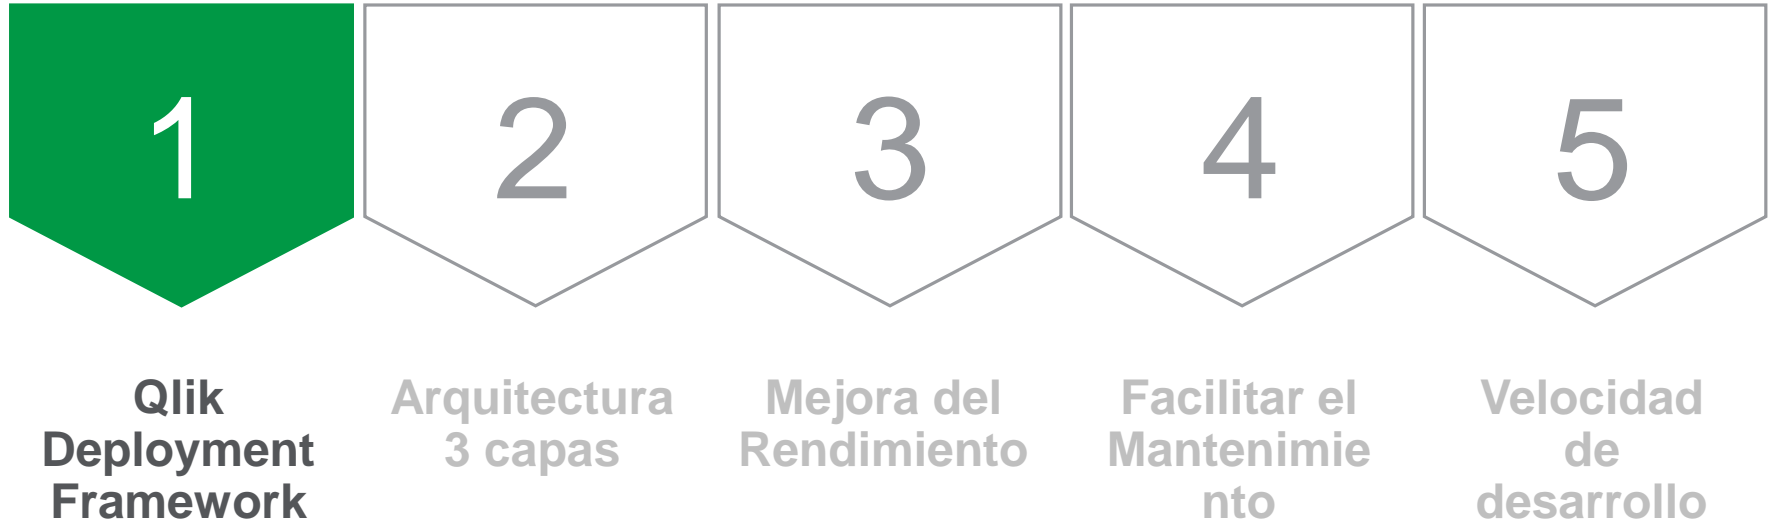 1
2
3
4
5
Qlik
Deployment
Framework
Arquitectura
3 capas
Mejora del
Rendimiento
Facilitar el
Mantenimie
nto
Velocidad
de
desarrollo